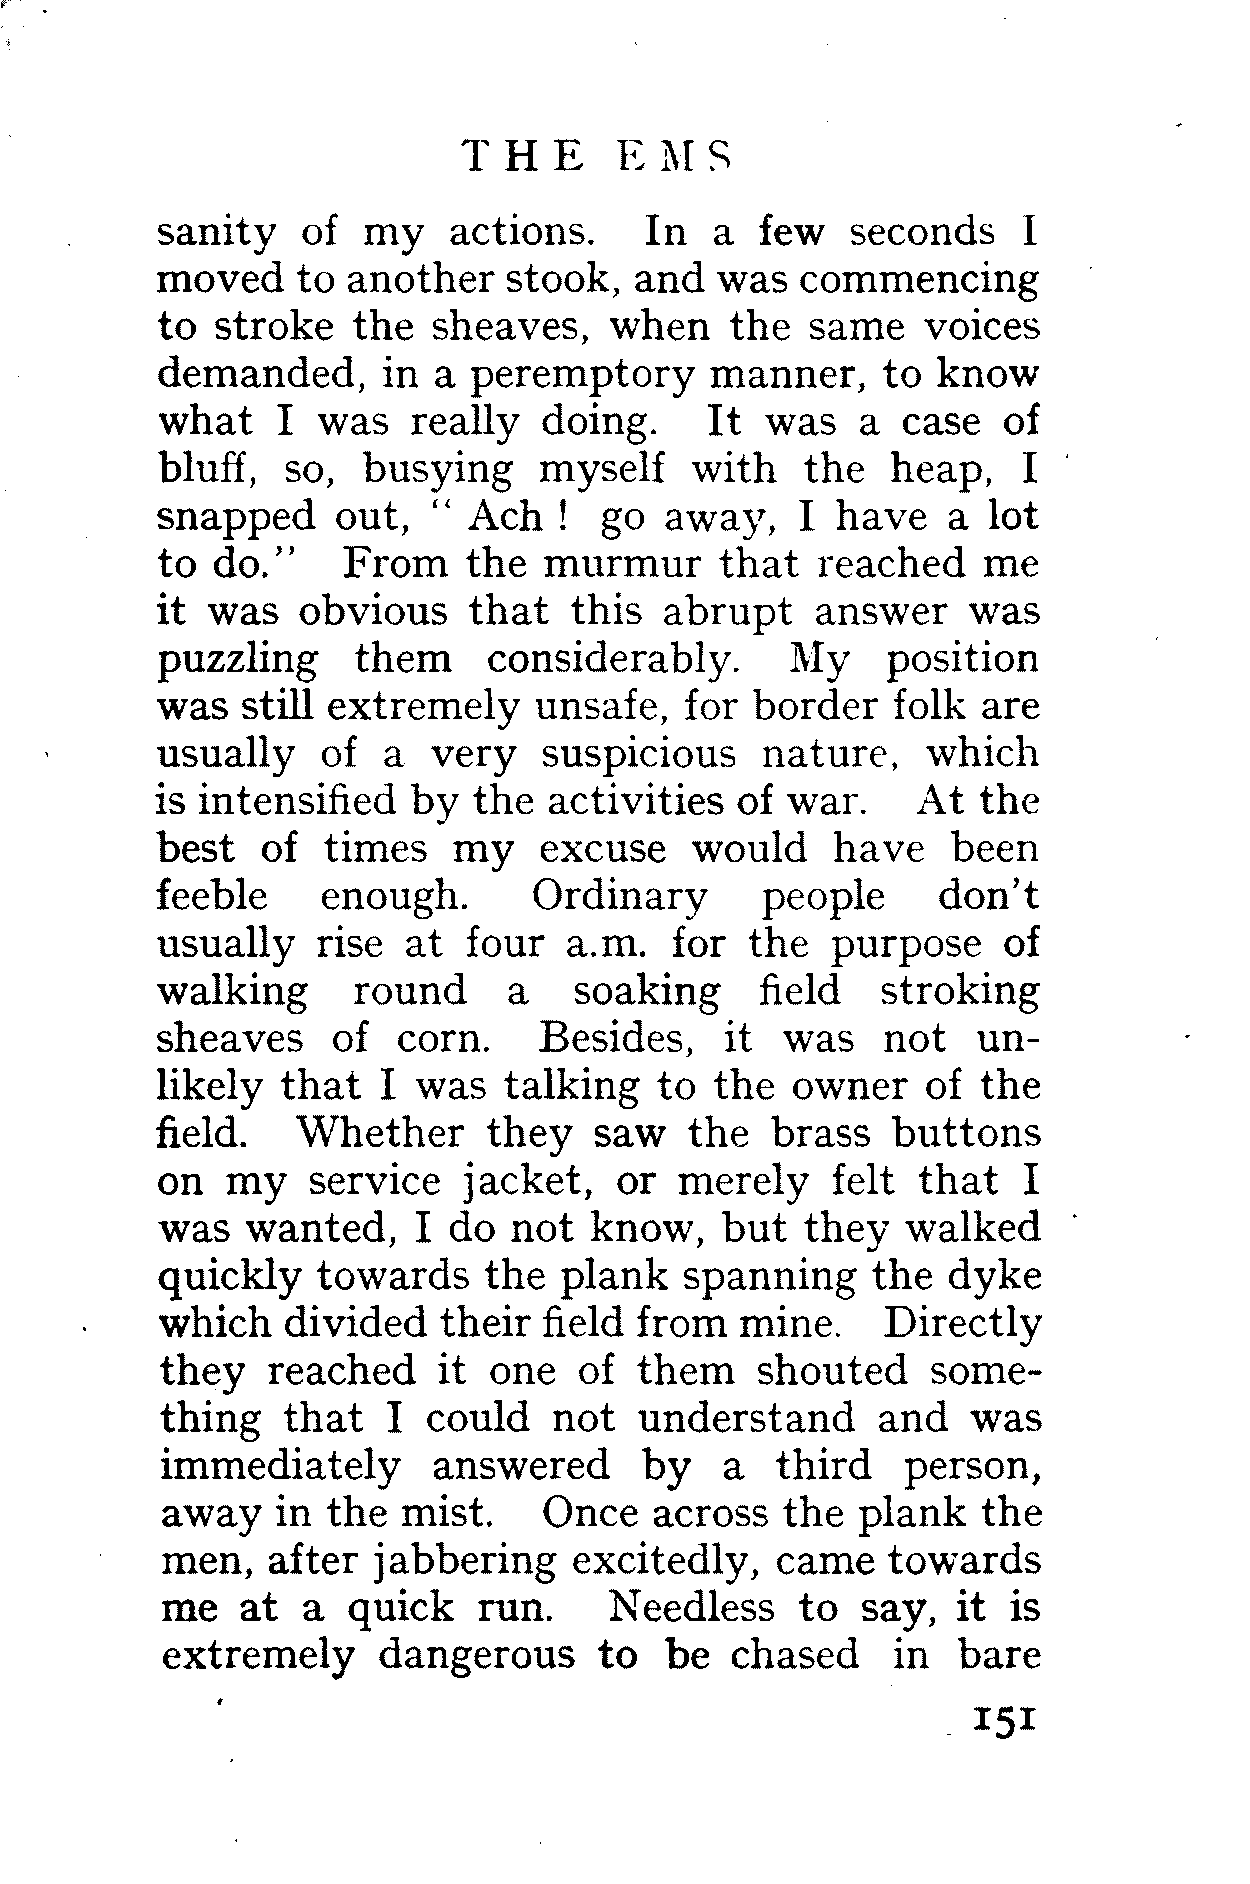 THE EMS
sanity of my actions. In a few seconds I
moved to another stook, and was commencing
to stroke the sheaves, when the same voices
demanded, in a peremptory manner, to know
what I was really doing. It was a case of
bluff, so, busying myself with the heap, I
snapped out, " Ach ! go away, I have a lot
to do." From the murmur that reached me
it was obvious that this abrupt answer was
puzzling them considerably. My position
was still extremely unsafe, for border folk are
usually of a very suspicious nature, which
is intensified by the activities of war. At the
best of times my excuse would have been
feeble enough. Ordinary people don't
usually rise at four a.m. for the purpose of
walking round a soaking field stroking
sheaves of corn. Besides, it was not un-
likely that I was talking to the owner of the
field. Whether they saw the brass buttons
on my service jacket, or merely felt that I
was wanted, I do not know, but they walked
quickly towards the plank spanning the dyke
which divided their field from mine. Directly
they reached it one of them shouted some-
thing that I could not understand and was
immediately answered by a third person,
away in the mist. Once across the plank the
men, after jabbering excitedly, came towards
me at a quick run. Needless to say, it is
extremely dangerous to be chased in bare
151